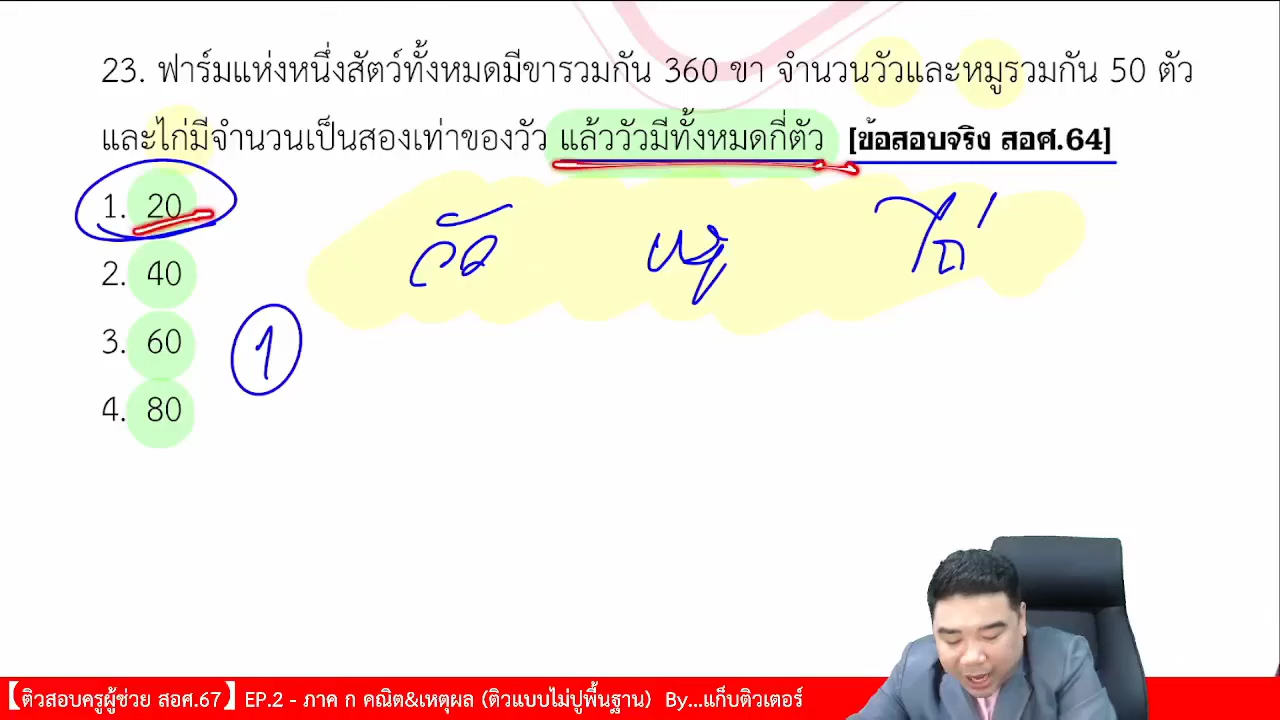 23. ฟาร์มแห่งหนึ่งสัตว์ทั้งหมดมีขารวมกัน 360 ขา จำนวนวัวและหมูรวมกัน 50 ตัว
และไก่มีจำนวนเป็นสองเท่าของวัว แล้ววัวมีทั้งหมดกี่ตัว [ข้อสอบจริง สอศ.64]
1. 20
วัว หมู ไก่
2. 40
3. 60
1
4. 80
【ติวสอบครูผู้ช่วย สอศ.67】 EP.2 - ภาค ก คณิต&เหตุผล (ติวแบบไม่ปูพื้นฐาน) By...แก็บติวเตอร์